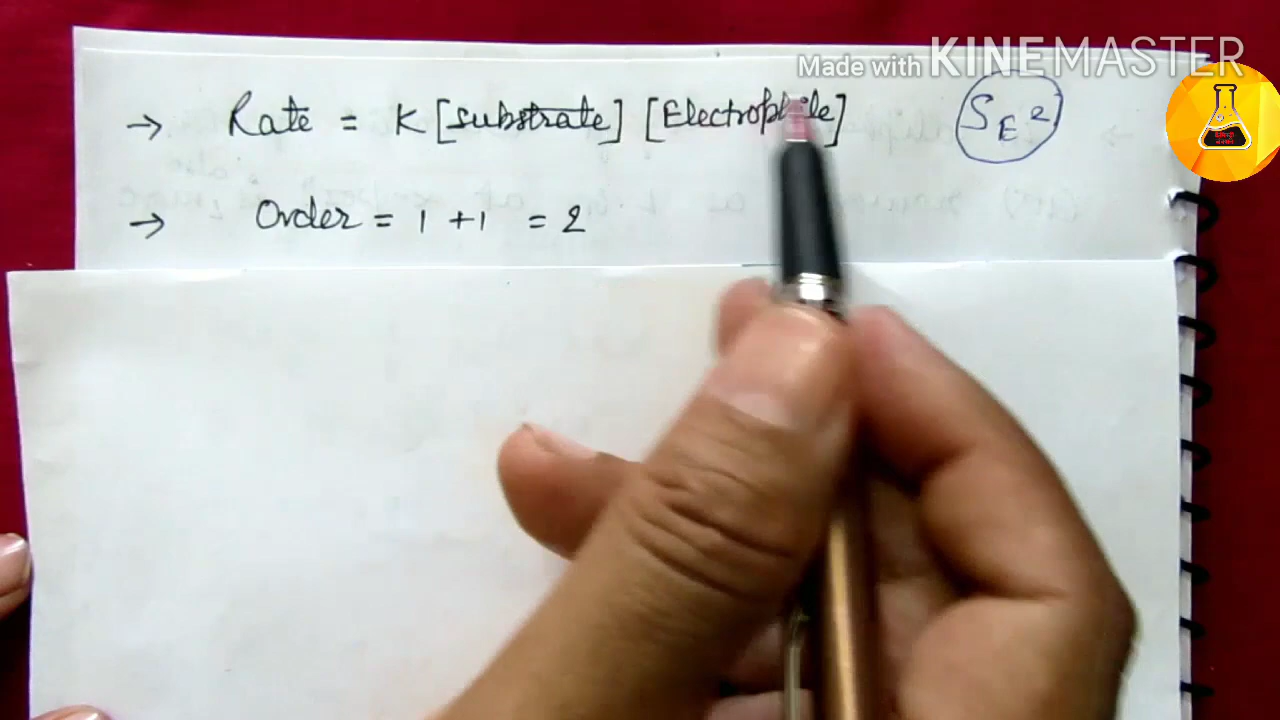 Made with KINEMASTER
→ Rate = K [Substrate] [Electrophile] SE2
→ Order = 1 + 1 = 2